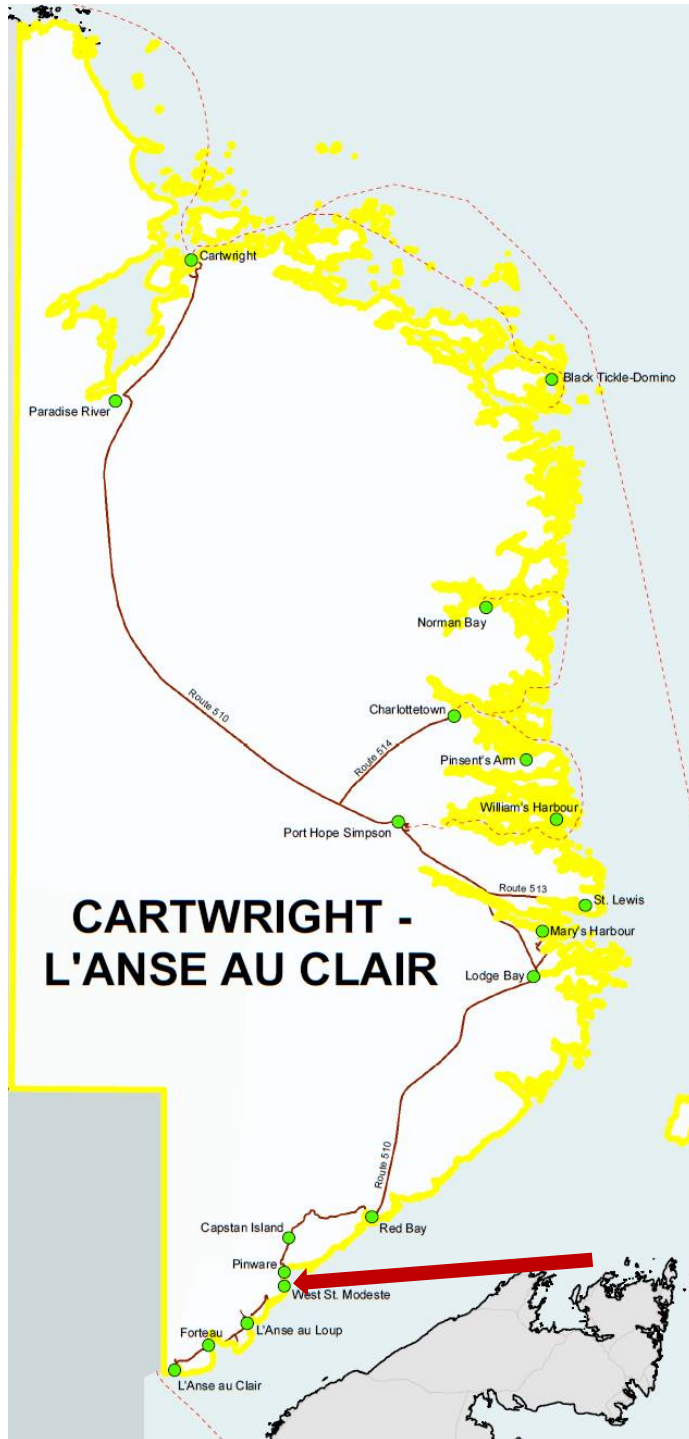 Cartwright
Black Tickle-Domino
Paradise River
Norman Bay
Route 510
Charlottetown
Route 514
Pinsent's Arm
William's Harbour
Port Hope Simpson
Route 513
St. Lewis
CARTWRIGHT -
L'ANSE AU CLAIR
Mary's Harbour
Lodge Bay
Route 510
Capstan Island
Red Bay
Pinware
West St. Modeste
L'Anse au Loup
Forteau
L'Anse au Clair